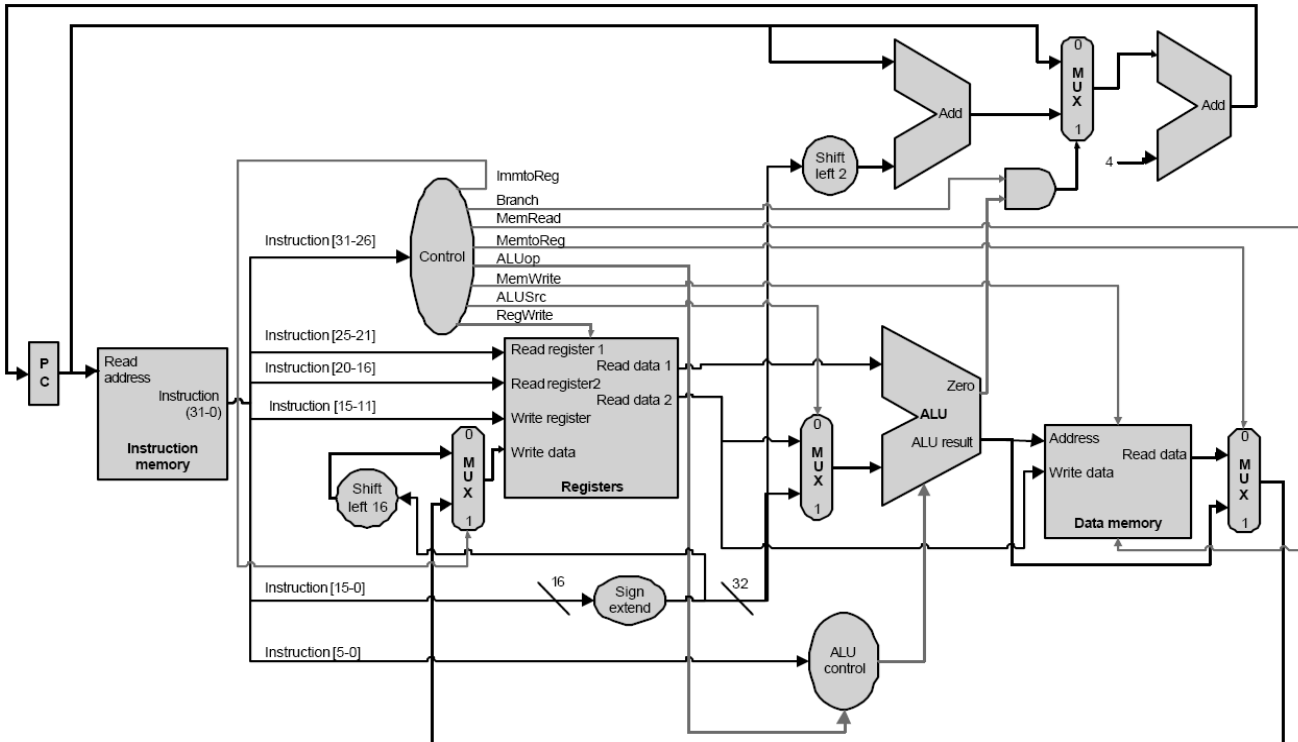 0
M
U
X
1
Add
Add
Shift
left 2
4
ImmtoReg
Branch
MemRead
MemtoReg
ALUop
MemWrite
ALUSrc
RegWrite
Control
Instruction [31-26]
Instruction [25-21]
Instruction [20-16]
Instruction [15-11]
P
C
Read
address
Instruction
(31-0)
Instruction
memory
Read register 1
Read data 1
Read register2
Read data 2
Write register
Write data
Registers
0
M
U
X
1
Shift
left 16
0
M
U
X
1
Zero
ALU
ALU result
Address
Read data
Write data
Data memory
0
M
U
X
1
Instruction [15-0]
16
Sign
extend
32
Instruction [5-0]
ALU
control